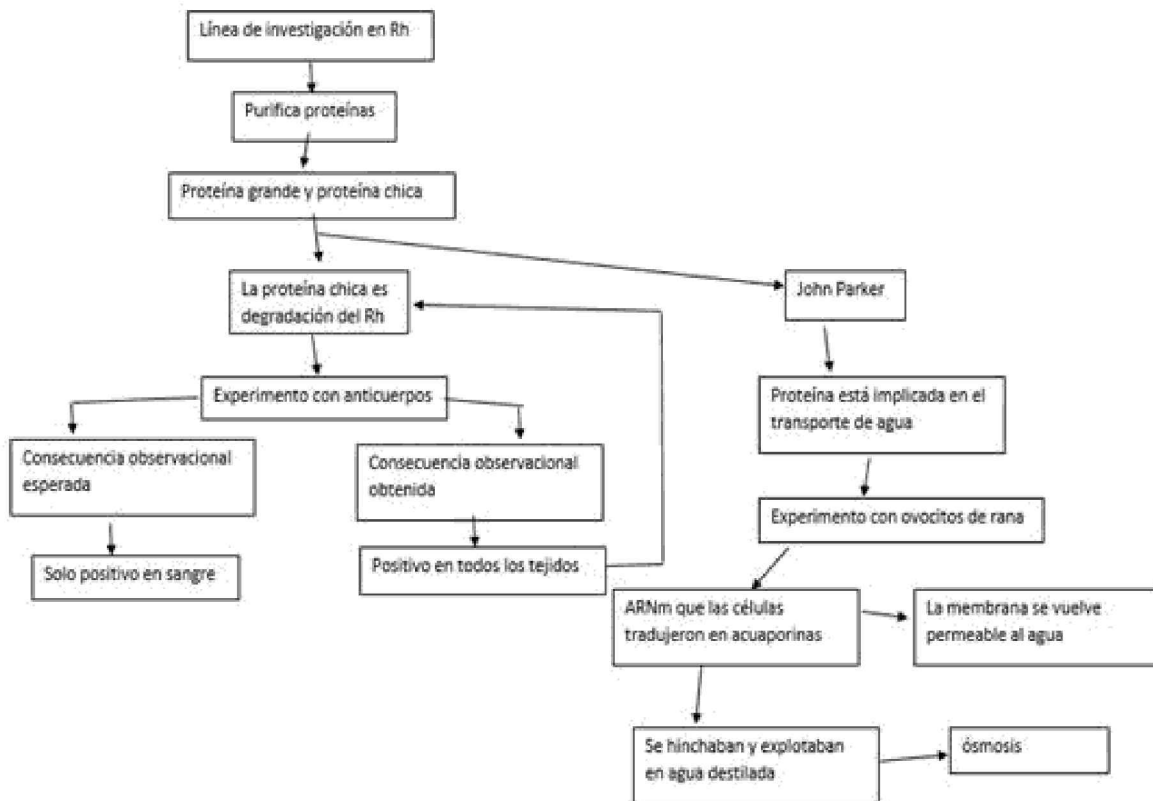 Línea de investigación en Rh
Purifica proteínas
Proteína grande y proteína chica
La proteína chica es
degradación del Rh
John Parker
Experimento con anticuerpos
Proteína está implicada en el
transporte de agua
Consecuencia observacional
esperada
Consecuencia observacional
obtenida
Experimento con ovocitos de rana
Solo positivo en sangre
Positivo en todos los tejidos
ARNm que las células
tradujeron en acuaporinas
La membrana se vuelve
permeable al agua
Se hinchaban y explotaban
en agua destilada
ósmosis